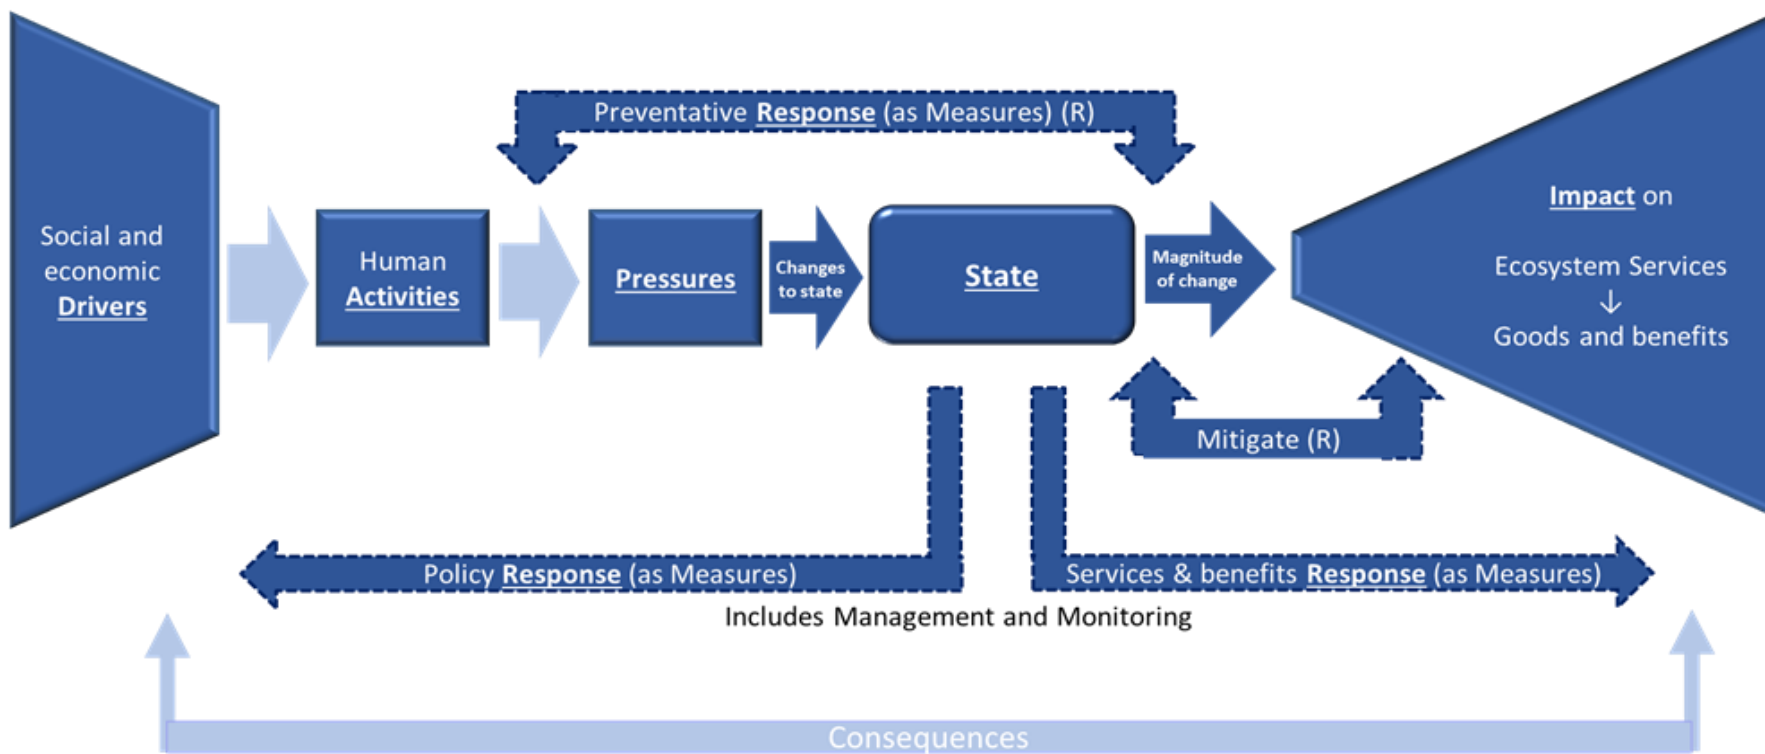 Preventative Response (as Measures) (R)
Social and
economic
Drivers
Human
Activities
Pressures
Changes
to state
State
Magnitude
of change
Impact on
Ecosystem Services
↓
Goods and benefits
Mitigate (R)
Policy Response (as Measures)
Services & benefits Response (as Measures)
Includes Management and Monitoring
Consequences